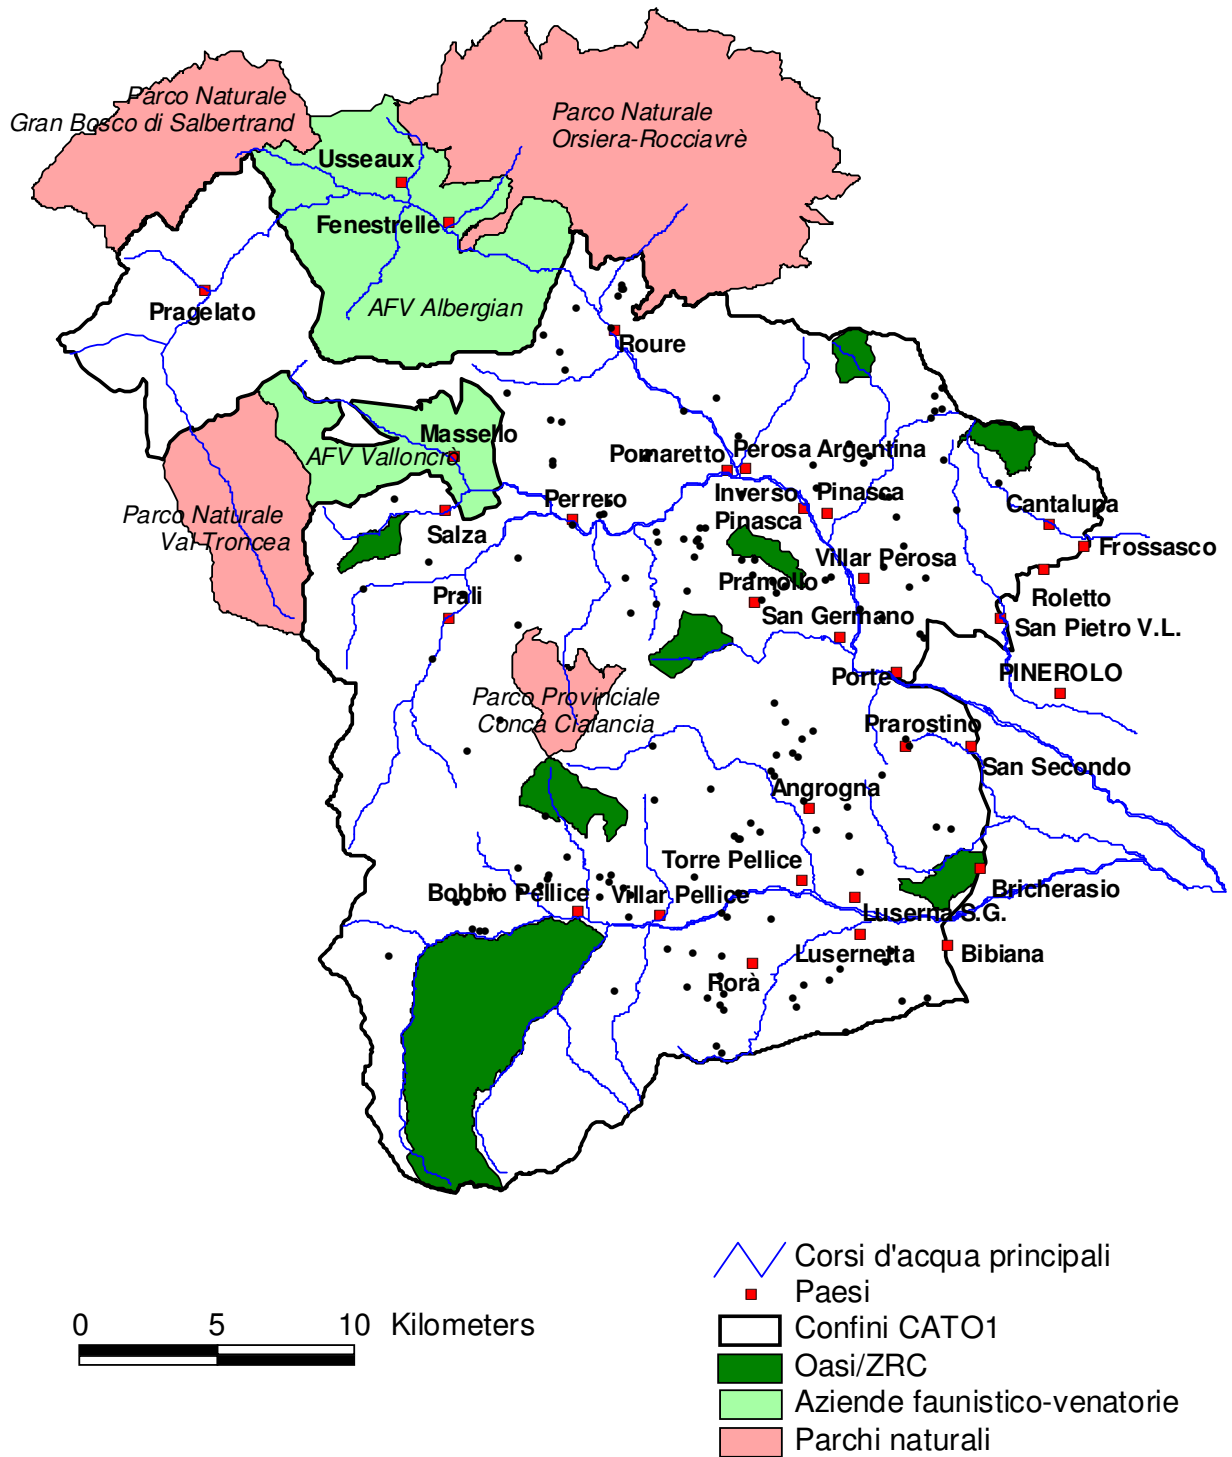 Parco Naturale
Gran Bosco di Salbertrand
Parco Naturale
Orsiera-Rocciavrè
Usseaux
Fenestrelle
AFV Albergian
Pragelato
Roure
Massello
AFV Valloncrò
Pomaretto
Perosa Argentina
Inverso
Pinasca
Pinasca
Cantalupa
Perrero
Parco Naturale
Val Troncea
Salza
Frossasco
Villar Perosa
Pramollo
Prali
Roletto
San Germano
San Pietro V.L.
Porte
PINEROLO
Parco Provinciale
Conca Cialancia
Prarostino
San Secondo
Angrogna
Torre Pellice
Bobbio Pellice
Villar Pellice
Bricherasio
Luserna S.G.
Lusernetta
Bibiana
Rorà
Corsi d'acqua principali
Paesi
0 5 10 Kilometers
Confini CATO1
Oasi/ZRC
Aziende faunistico-venatorie
Parchi naturali